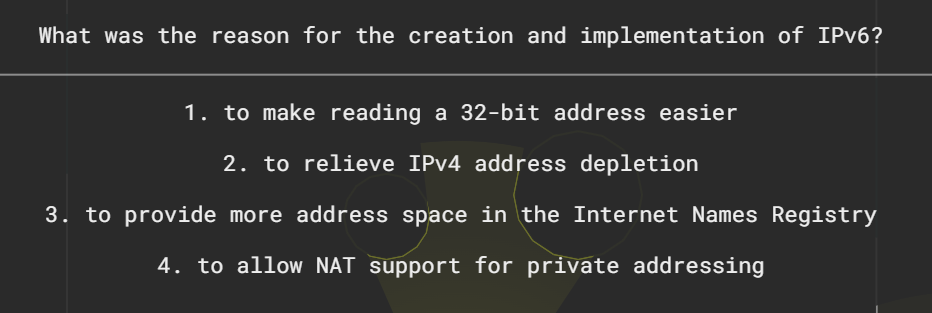 What was the reason for the creation and implementation of IPv6?
1. to make reading a 32-bit address easier
2. to relieve IPv4 address depletion
3. to provide more address space in the Internet Names Registry
4. to allow NAT support for private addressing